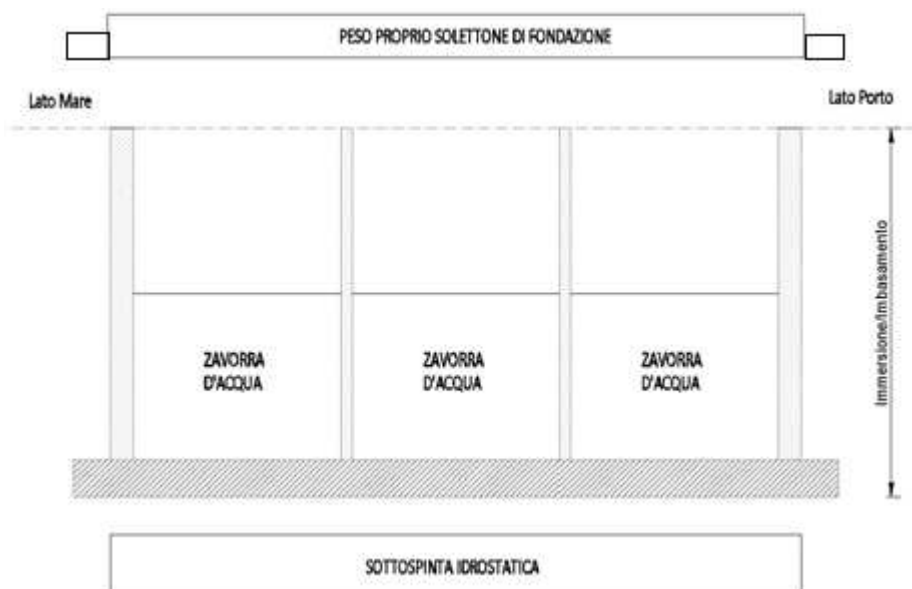 PESO PROPRIO SOLETTONE DI FONDAZIONE
Lato Mare
Lato Porto
ZAVORRA
D'ACQUA
ZAVORRA
D'ACQUA
ZAVORRA
D'ACQUA
Immersione/Imbasamento
SOTTOSPINTA IDROSTATICA